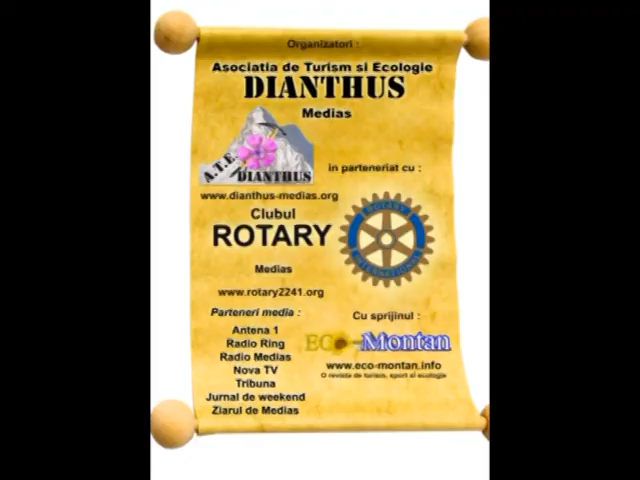 Organizatori :
Asociatia de Turism si Ecologie
DIANTHUS
Medias
A.T.E.
DIANTHUS
in parteneriat cu :
www.dianthus-medias.org
Clubul
ROTARY
ROTARY
INTERNATIONAL
Medias
www.rotary2241.org
Parteneri media :
Antena 1
Radio Ring
Radio Medias
Nova TV
Tribuna
Jurnal de weekend
Ziarul de Medias
Cu sprijinul :
ECO-Montan
www.eco-montan.info
O revista de turism, sport si ecologie